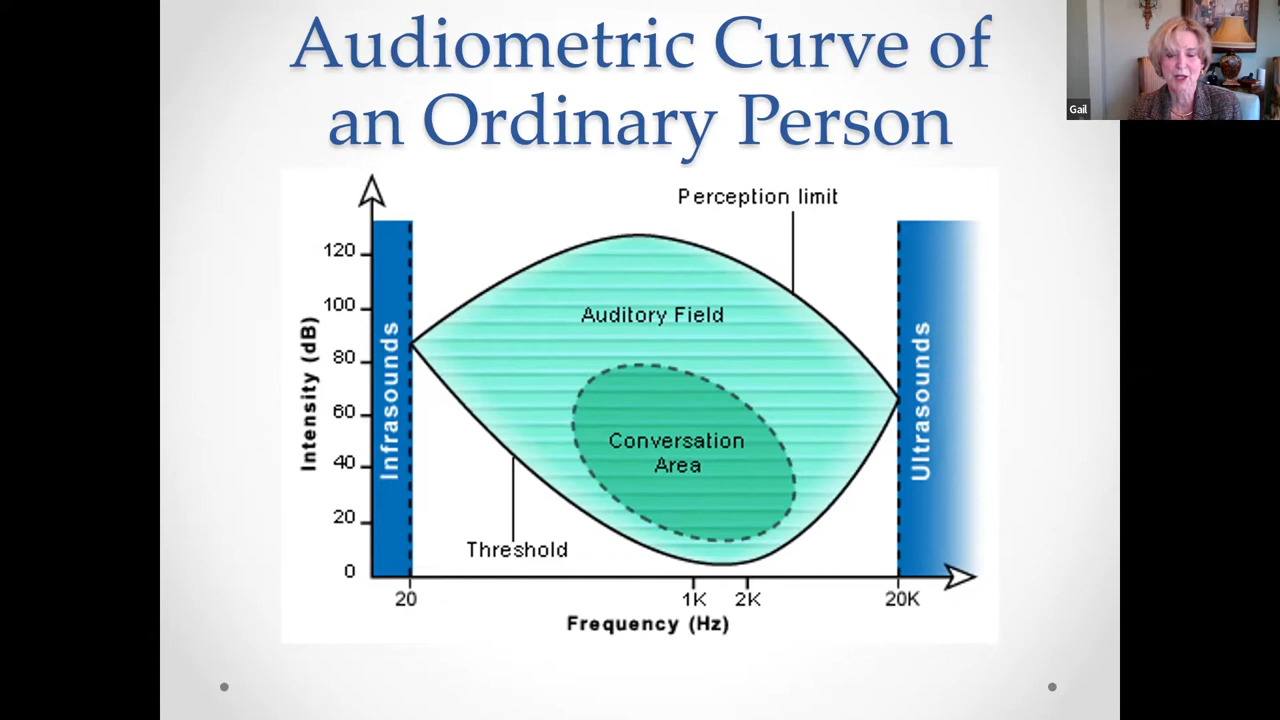 Audiometric Curve of
an Ordinary Person
Gail
Perception limit
120
100
80
60
40
20
0
Intensity (dB)
Infrasounds
Auditory Field
Conversation
Area
Threshold
Ultrasounds
20
1K
2K
20K
Frequency (Hz)